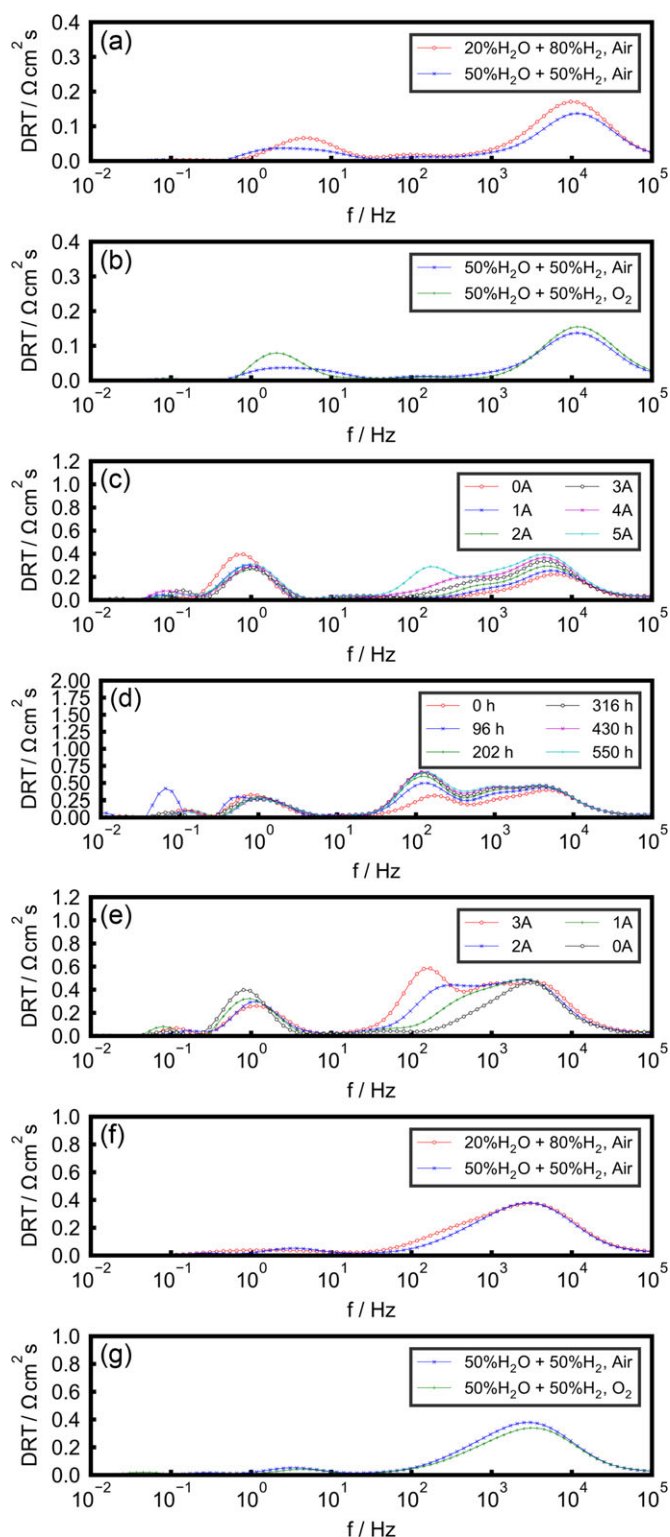 (a)
20%H₂O + 80%H₂, Air
50%H₂O + 50%H₂, Air
DRT / Ω cm² s
0.4
0.3
0.2
0.1
0.0
10⁻² 10⁻¹ 10⁰ 10¹ 10² 10³ 10⁴ 10⁵
f / Hz
(b)
50%H₂O + 50%H₂, Air
50%H₂O + 50%H₂, O₂
DRT / Ω cm² s
0.4
0.3
0.2
0.1
0.0
10⁻² 10⁻¹ 10⁰ 10¹ 10² 10³ 10⁴ 10⁵
f / Hz
(c)
0A 3A
1A 4A
2A 5A
DRT / Ω cm² s
1.2
1.0
0.8
0.6
0.4
0.2
0.0
10⁻² 10⁻¹ 10⁰ 10¹ 10² 10³ 10⁴ 10⁵
f / Hz
(d)
0 h 316 h
96 h 430 h
202 h 550 h
DRT / Ω cm² s
2.00
1.75
1.50
1.25
1.00
0.75
0.50
0.25
0.00
10⁻² 10⁻¹ 10⁰ 10¹ 10² 10³ 10⁴ 10⁵
f / Hz
(e)
3A 1A
2A 0A
DRT / Ω cm² s
1.2
1.0
0.8
0.6
0.4
0.2
0.0
10⁻² 10⁻¹ 10⁰ 10¹ 10² 10³ 10⁴ 10⁵
f / Hz
(f)
20%H₂O + 80%H₂, Air
50%H₂O + 50%H₂, Air
DRT / Ω cm² s
1.0
0.8
0.6
0.4
0.2
0.0
10⁻² 10⁻¹ 10⁰ 10¹ 10² 10³ 10⁴ 10⁵
f / Hz
(g)
50%H₂O + 50%H₂, Air
50%H₂O + 50%H₂, O₂
DRT / Ω cm² s
1.0
0.8
0.6
0.4
0.2
0.0
10⁻² 10⁻¹ 10⁰ 10¹ 10² 10³ 10⁴ 10⁵
f / Hz